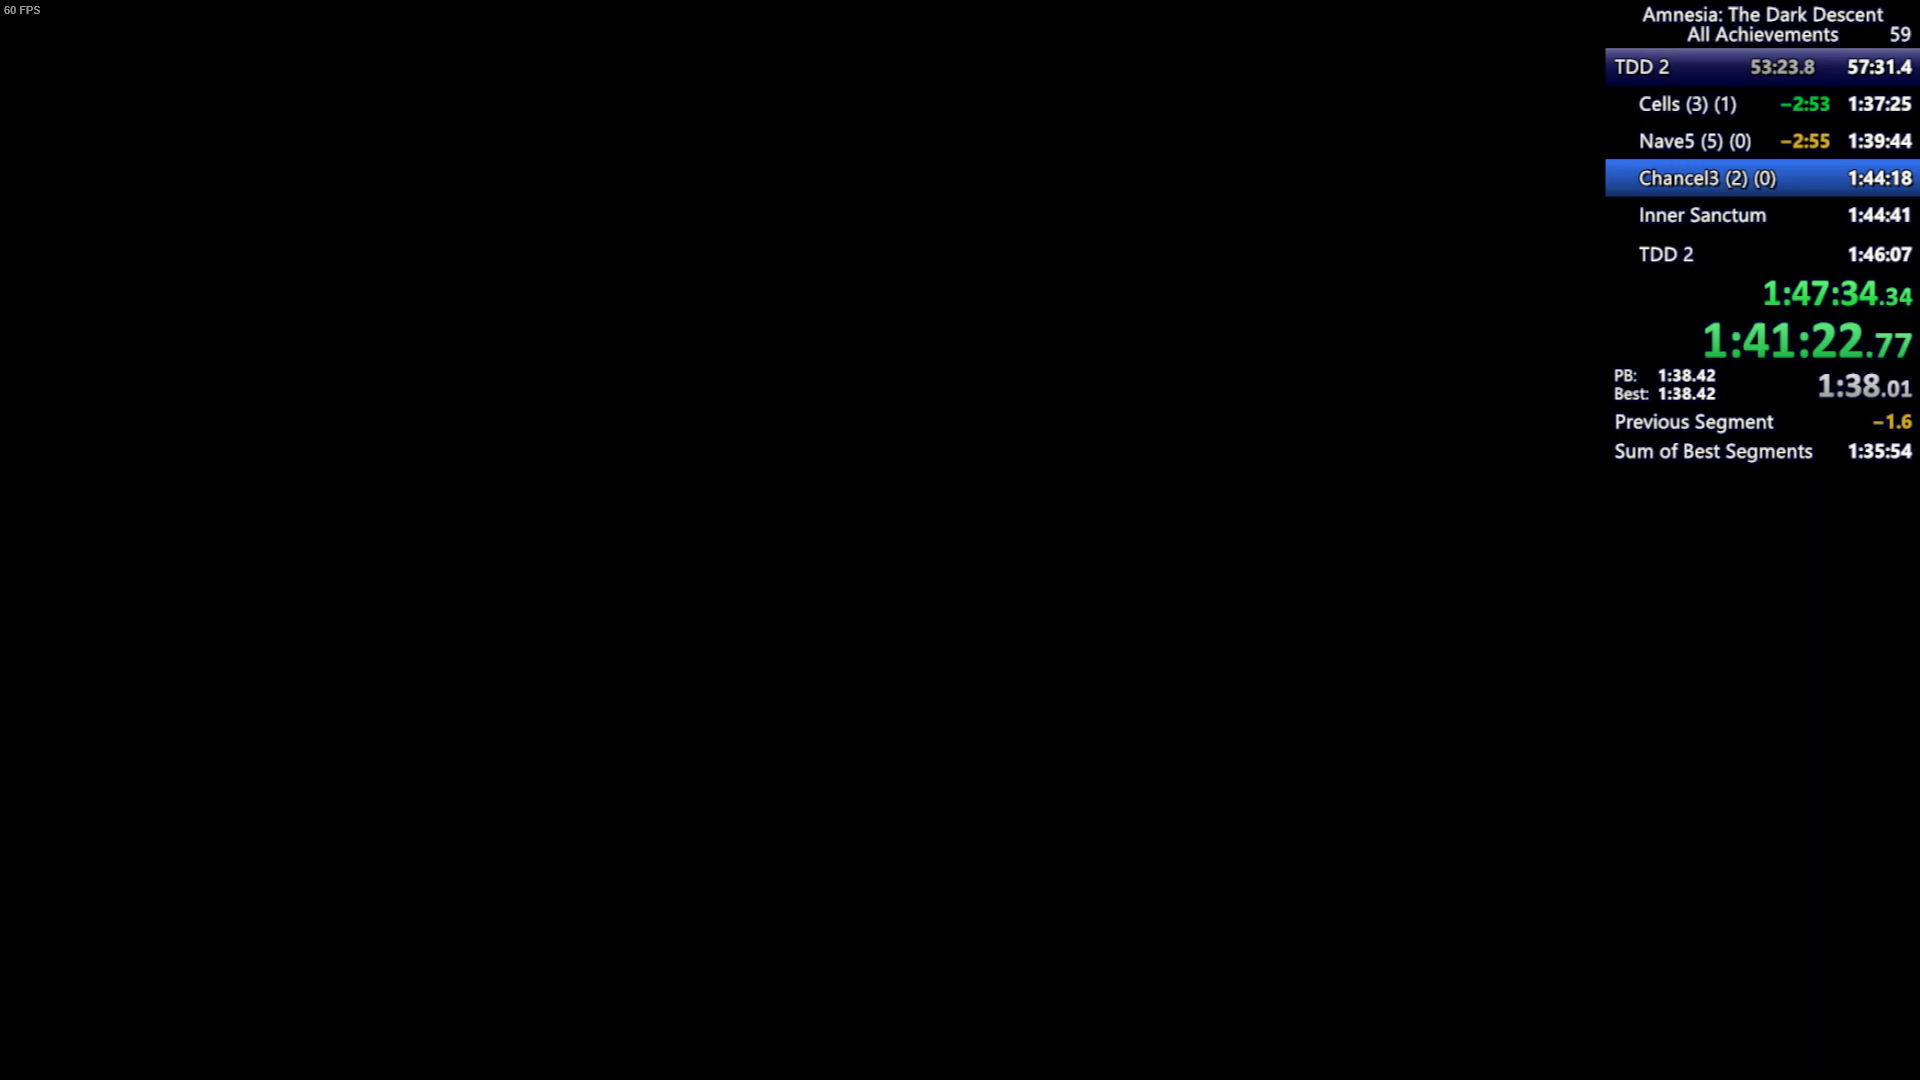 60 FPS
Amnesia: The Dark Descent
All Achievements 59
TDD 2 53:23.8 57:31.4
Cells (3) (1) −2:53 1:37:25
Nave5 (5) (0) −2:55 1:39:44
Chancel3 (2) (0) 1:44:18
Inner Sanctum 1:44:41
TDD 2 1:46:07
1:47:34.34
1:41:22.77
PB: 1:38.42 1:38.01
Best: 1:38.42
Previous Segment −1.6
Sum of Best Segments 1:35:54